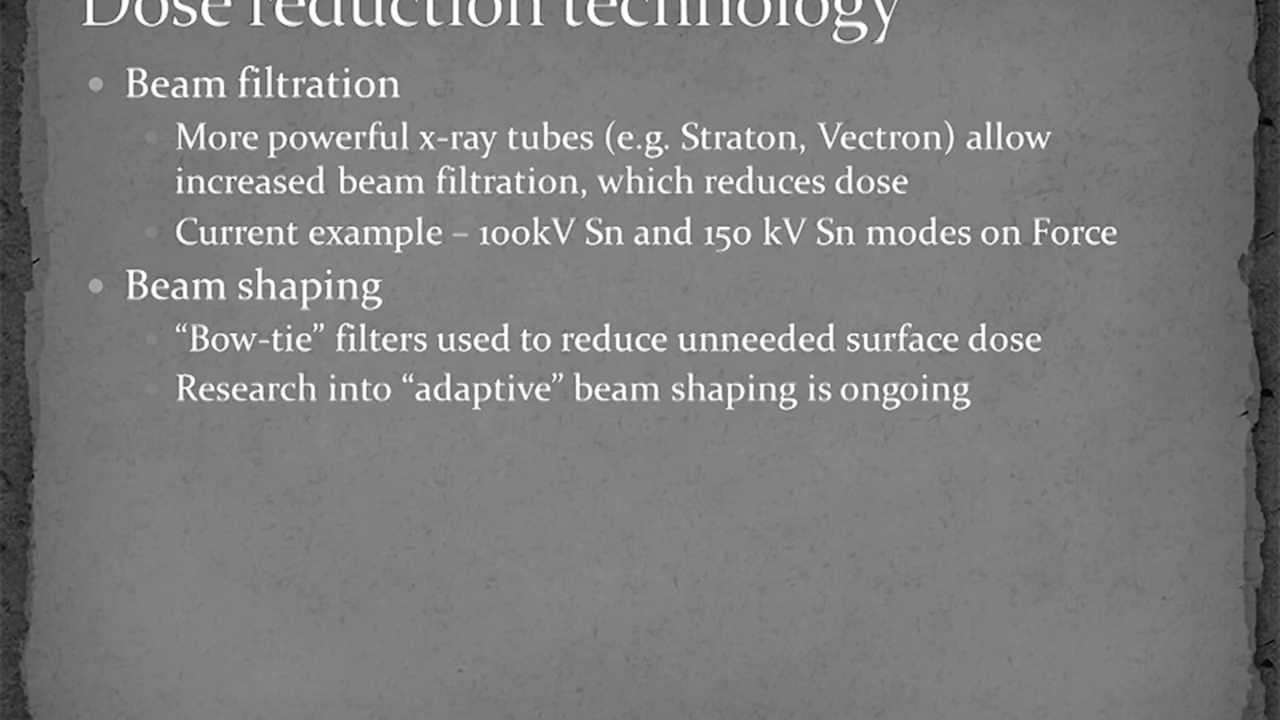 Dose reduction technology
• Beam filtration
• More powerful x-ray tubes (e.g. Straton, Vectron) allow
increased beam filtration, which reduces dose
• Current example – 100kV Sn and 150 kV Sn modes on Force
• Beam shaping
• “Bow-tie” filters used to reduce unneeded surface dose
• Research into “adaptive” beam shaping is ongoing